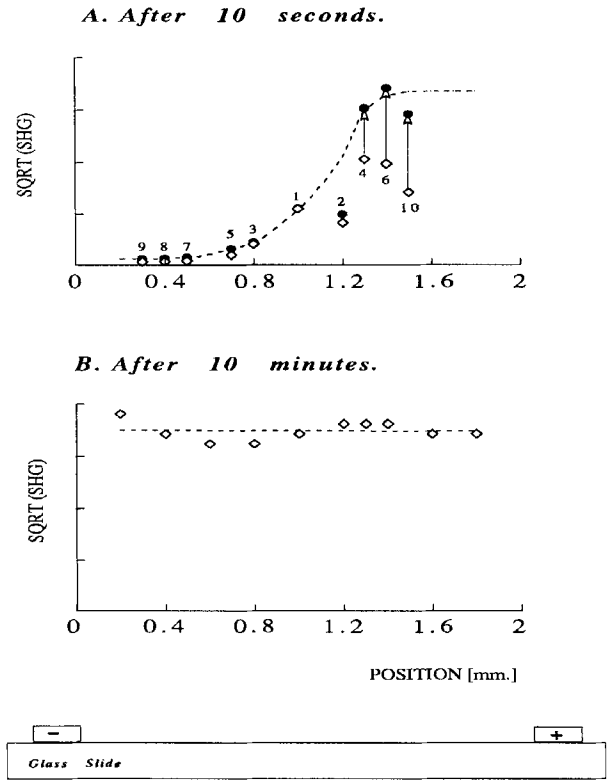 A. After 10 seconds.
SQRT (SHG)
9 8 7 5 3 1 2 4 6 10
0 0.4 0.8 1.2 1.6 2
B. After 10 minutes.
SQRT (SHG)
0 0.4 0.8 1.2 1.6 2
POSITION [mm.]
− +
Glass Slide